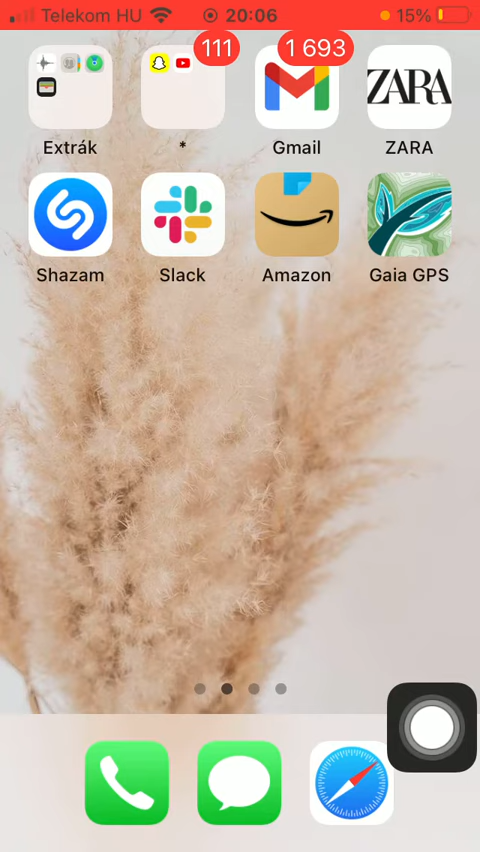 Telekom HU 20:06 15%
111 1 693
ZARA
Extrák * Gmail ZARA
Shazam Slack Amazon Gaia GPS